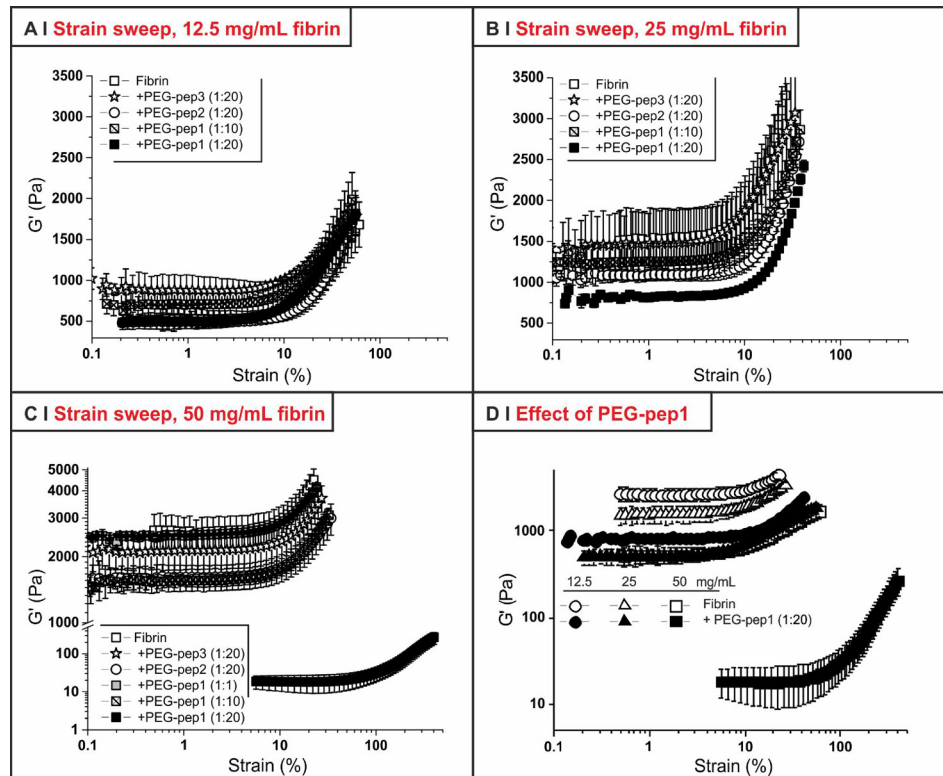 A I Strain sweep, 12.5 mg/mL fibrin
3500
3000
2500
2000
1500
1000
500
G' (Pa)
Fibrin
+PEG-pep3 (1:20)
+PEG-pep2 (1:20)
+PEG-pep1 (1:10)
+PEG-pep1 (1:20)
0.1 1 10 100
Strain (%)
B I Strain sweep, 25 mg/mL fibrin
3500
3000
2500
2000
1500
1000
500
G' (Pa)
Fibrin
+PEG-pep3 (1:20)
+PEG-pep2 (1:20)
+PEG-pep1 (1:10)
+PEG-pep1 (1:20)
0.1 1 10 100
Strain (%)
C I Strain sweep, 50 mg/mL fibrin
5000
4000
3000
2000
1000
100
10
1
G' (Pa)
Fibrin
+PEG-pep3 (1:20)
+PEG-pep2 (1:20)
+PEG-pep1 (1:1)
+PEG-pep1 (1:10)
+PEG-pep1 (1:20)
0.1 1 10 100
Strain (%)
D I Effect of PEG-pep1
1000
100
10
G' (Pa)
12.5 25 50 mg/mL
Fibrin
+ PEG-pep1 (1:20)
0.1 1 10 100
Strain (%)